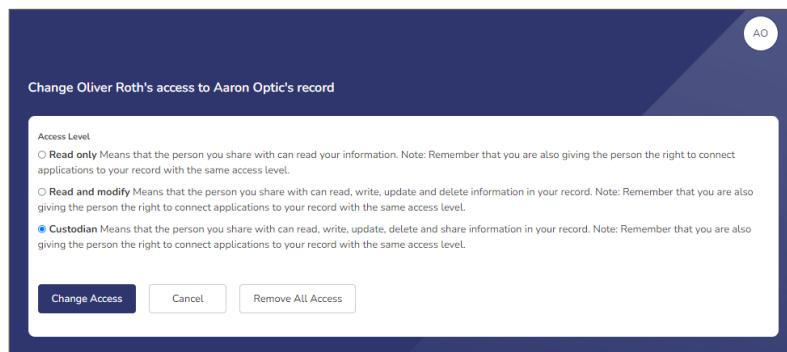 AO
Change Oliver Roth's access to Aaron Optic's record
Access Level
Read only Means that the person you share with can read your information. Note: Remember that you are also giving the person the right to connect
applications to your record with the same access level.
Read and modify Means that the person you share with can read, write, update and delete information in your record. Note: Remember that you are also
giving the person the right to connect applications to your record with the same access level.
Custodian Means that the person you share with can read, write, update, delete and share information in your record. Note: Remember that you are also
giving the person the right to connect applications to your record with the same access level.
Change Access Cancel Remove All Access